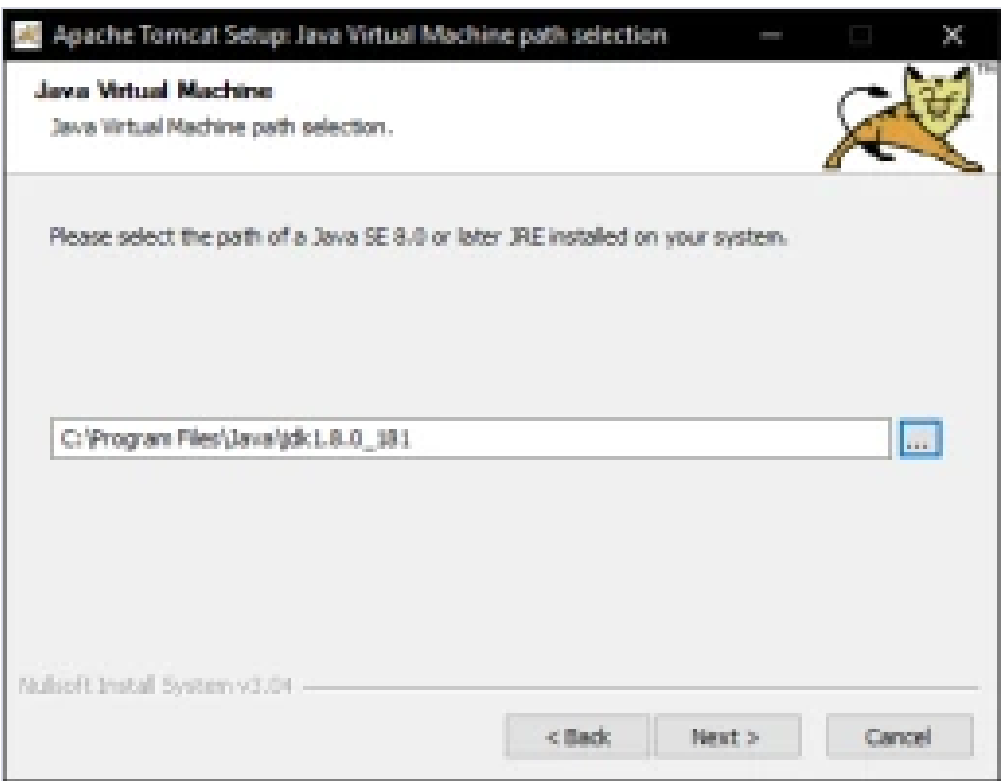 Apache Tomcat Setup: Java Virtual Machine path selection
TM
Java Virtual Machine
Java Virtual Machine path selection.
Please select the path of a Java SE 8.0 or later JRE installed on your system.
C:\Program Files\Java\jdk1.8.0_181
...
Nullsoft Install System v3.04
< Back
Next >
Cancel